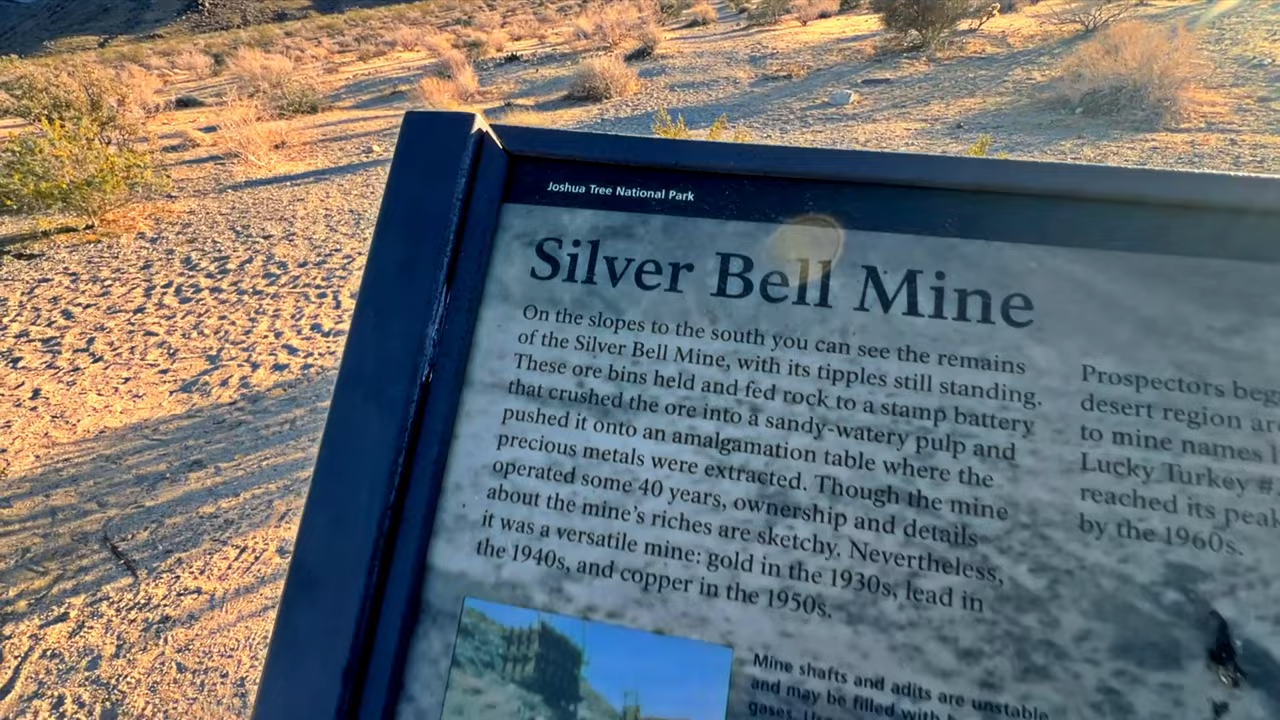 Joshua Tree National Park
Silver Bell Mine
On the slopes to the south you can see the remains
of the Silver Bell Mine, with its tipples still standing.
These ore bins held and fed rock to a stamp battery
that crushed the ore into a sandy-watery pulp and
pushed it onto an amalgamation table where the
precious metals were extracted. Though the mine
operated some 40 years, ownership and details
about the mine's riches are sketchy. Nevertheless,
it was a versatile mine: gold in the 1930s, lead in
the 1940s, and copper in the 1950s.
Prospectors beg
desert region
to mine names
Lucky Turkey #
reached its
by the 1960s.
Mine shafts and adits are unstable
and may be filled with
gases.